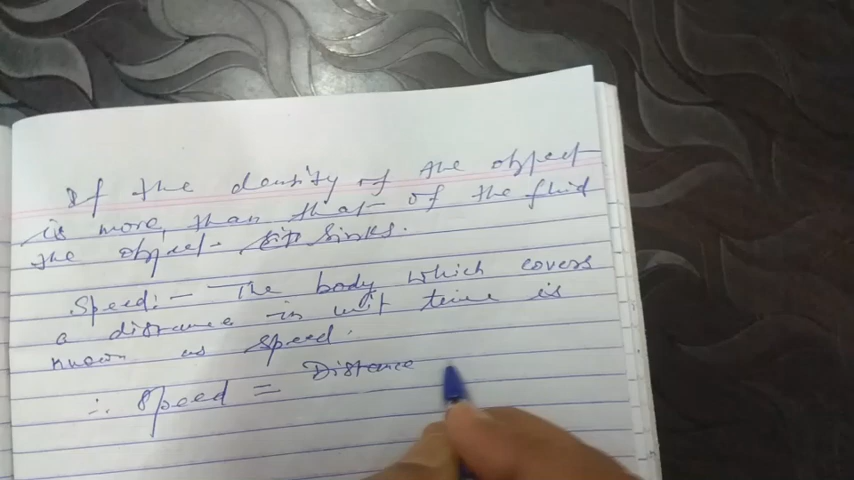 If the density of the object
is more, than that of the fluid
the object sinks.
Speed:- The body which covers
a distance in unit time is
known as speed.
∴ Speed = Distance